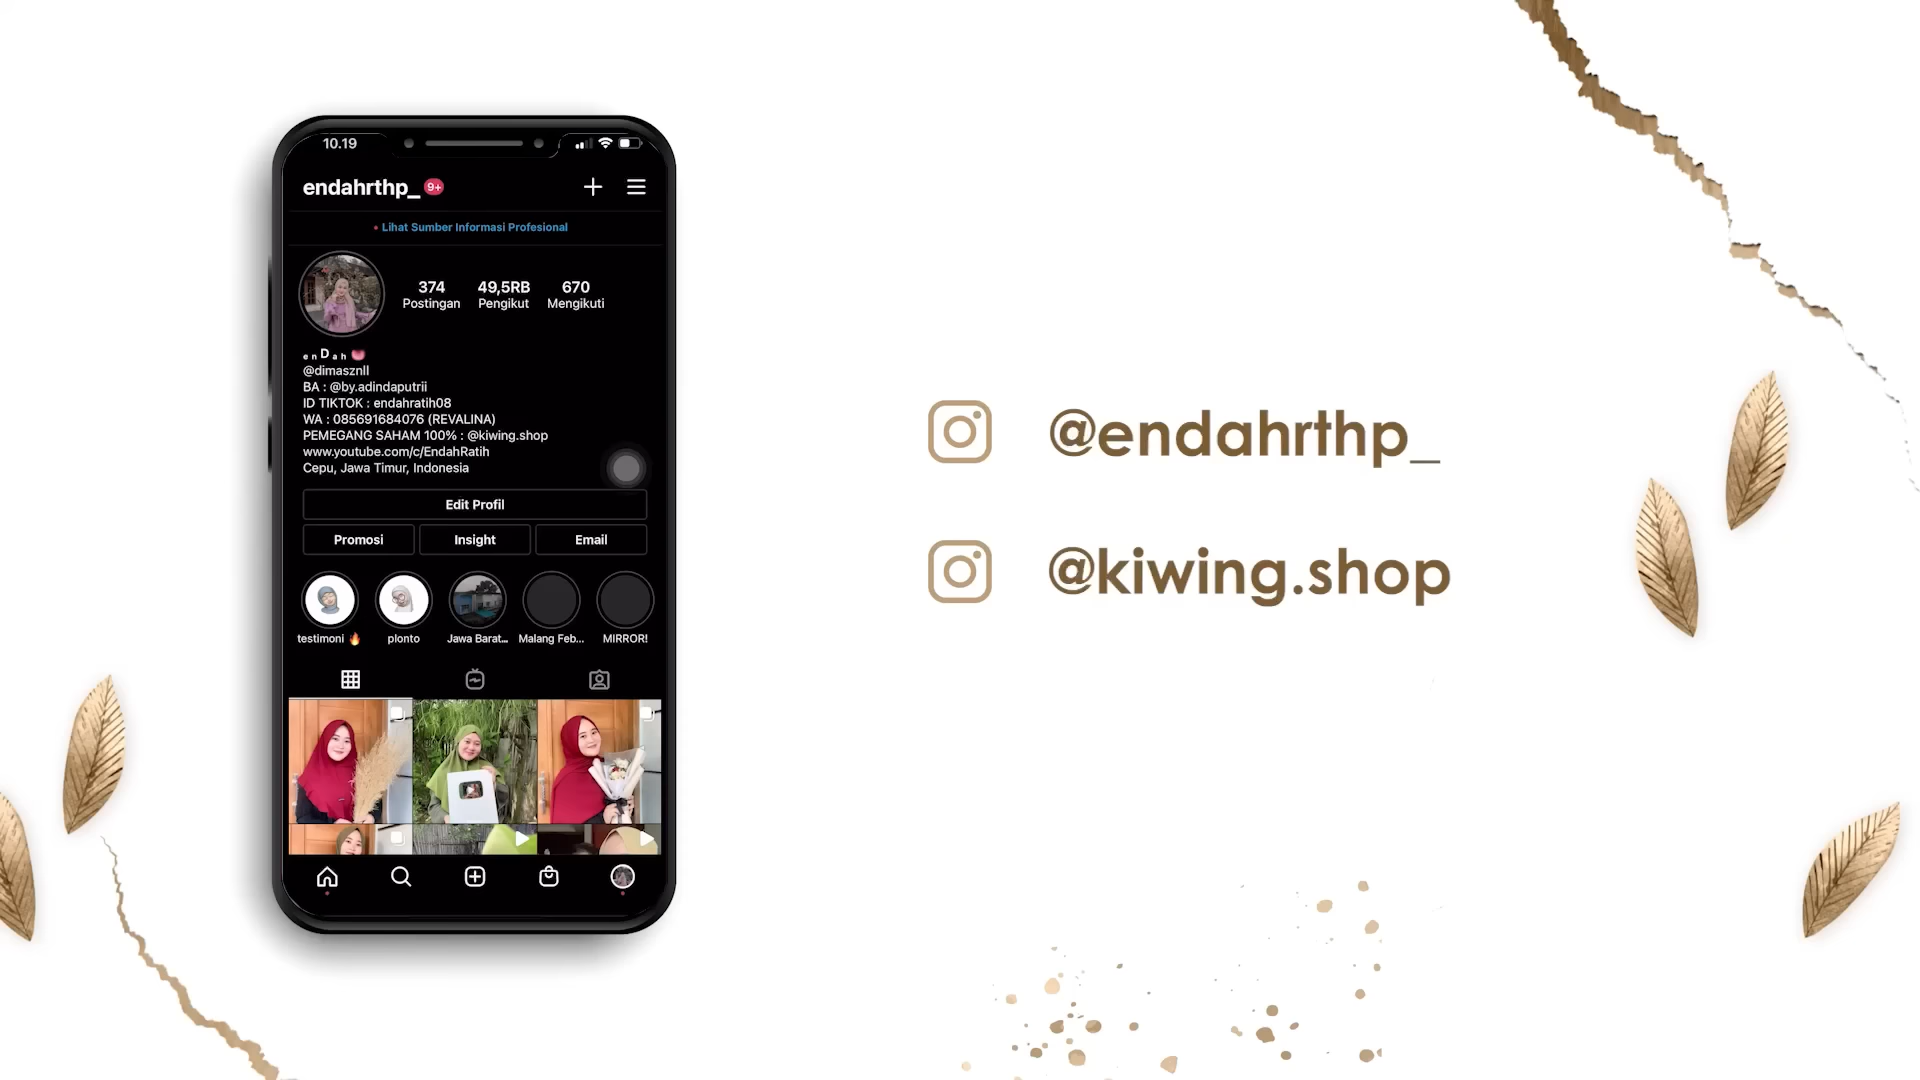 10.19
endahrthp_ 9+
• Lihat Sumber Informasi Profesional
374 49,5RB 670
Postingan Pengikut Mengikuti
ₑₙDₐₕ 👅
@dimasznll
BA : @by.adindaputrii
ID TIKTOK : endahratih08
WA : 085691684076 (REVALINA)
PEMEGANG SAHAM 100% : @kiwing.shop
www.youtube.com/c/EndahRatih
Cepu, Jawa Timur, Indonesia
Edit Profil
Promosi Insight Email
testimoni 🔥 plonto Jawa Barat... Malang Feb... MIRROR!
@endahrthp_
@kiwing.shop